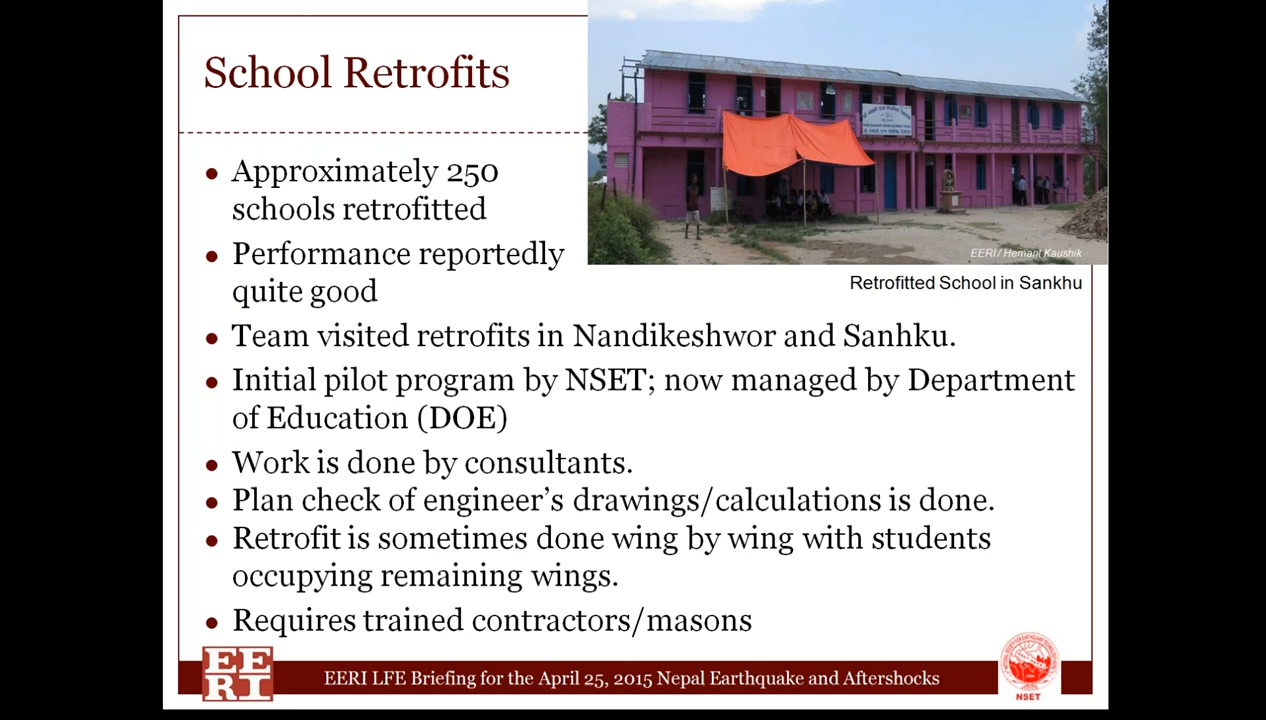 School Retrofits
EERI / Hemant Kaushik
Retrofitted School in Sankhu
● Approximately 250
schools retrofitted
● Performance reportedly
quite good
● Team visited retrofits in Nandikeshwor and Sanhku.
● Initial pilot program by NSET; now managed by Department
of Education (DOE)
● Work is done by consultants.
● Plan check of engineer’s drawings/calculations is done.
● Retrofit is sometimes done wing by wing with students
occupying remaining wings.
● Requires trained contractors/masons
EE
RI
EERI LFE Briefing for the April 25, 2015 Nepal Earthquake and Aftershocks
NSET